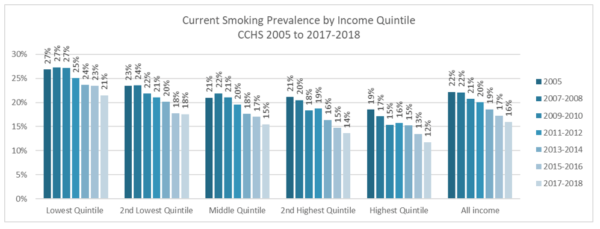 Current Smoking Prevalence by Income Quintile
CCHS 2005 to 2017-2018
30%
25%
20%
15%
10%
5%
0%
27% 27% 27% 25% 24% 23% 21%
23% 24% 22% 21% 20% 18% 18%
21% 22% 21% 20% 18% 17% 15%
21% 20% 18% 19% 16% 15% 14%
19% 17% 15% 16% 15% 13% 12%
22% 22% 21% 20% 19% 17% 16%
Lowest Quintile 2nd Lowest Quintile Middle Quintile 2nd Highest Quintile Highest Quintile All income
2005
2007-2008
2009-2010
2011-2012
2013-2014
2015-2016
2017-2018